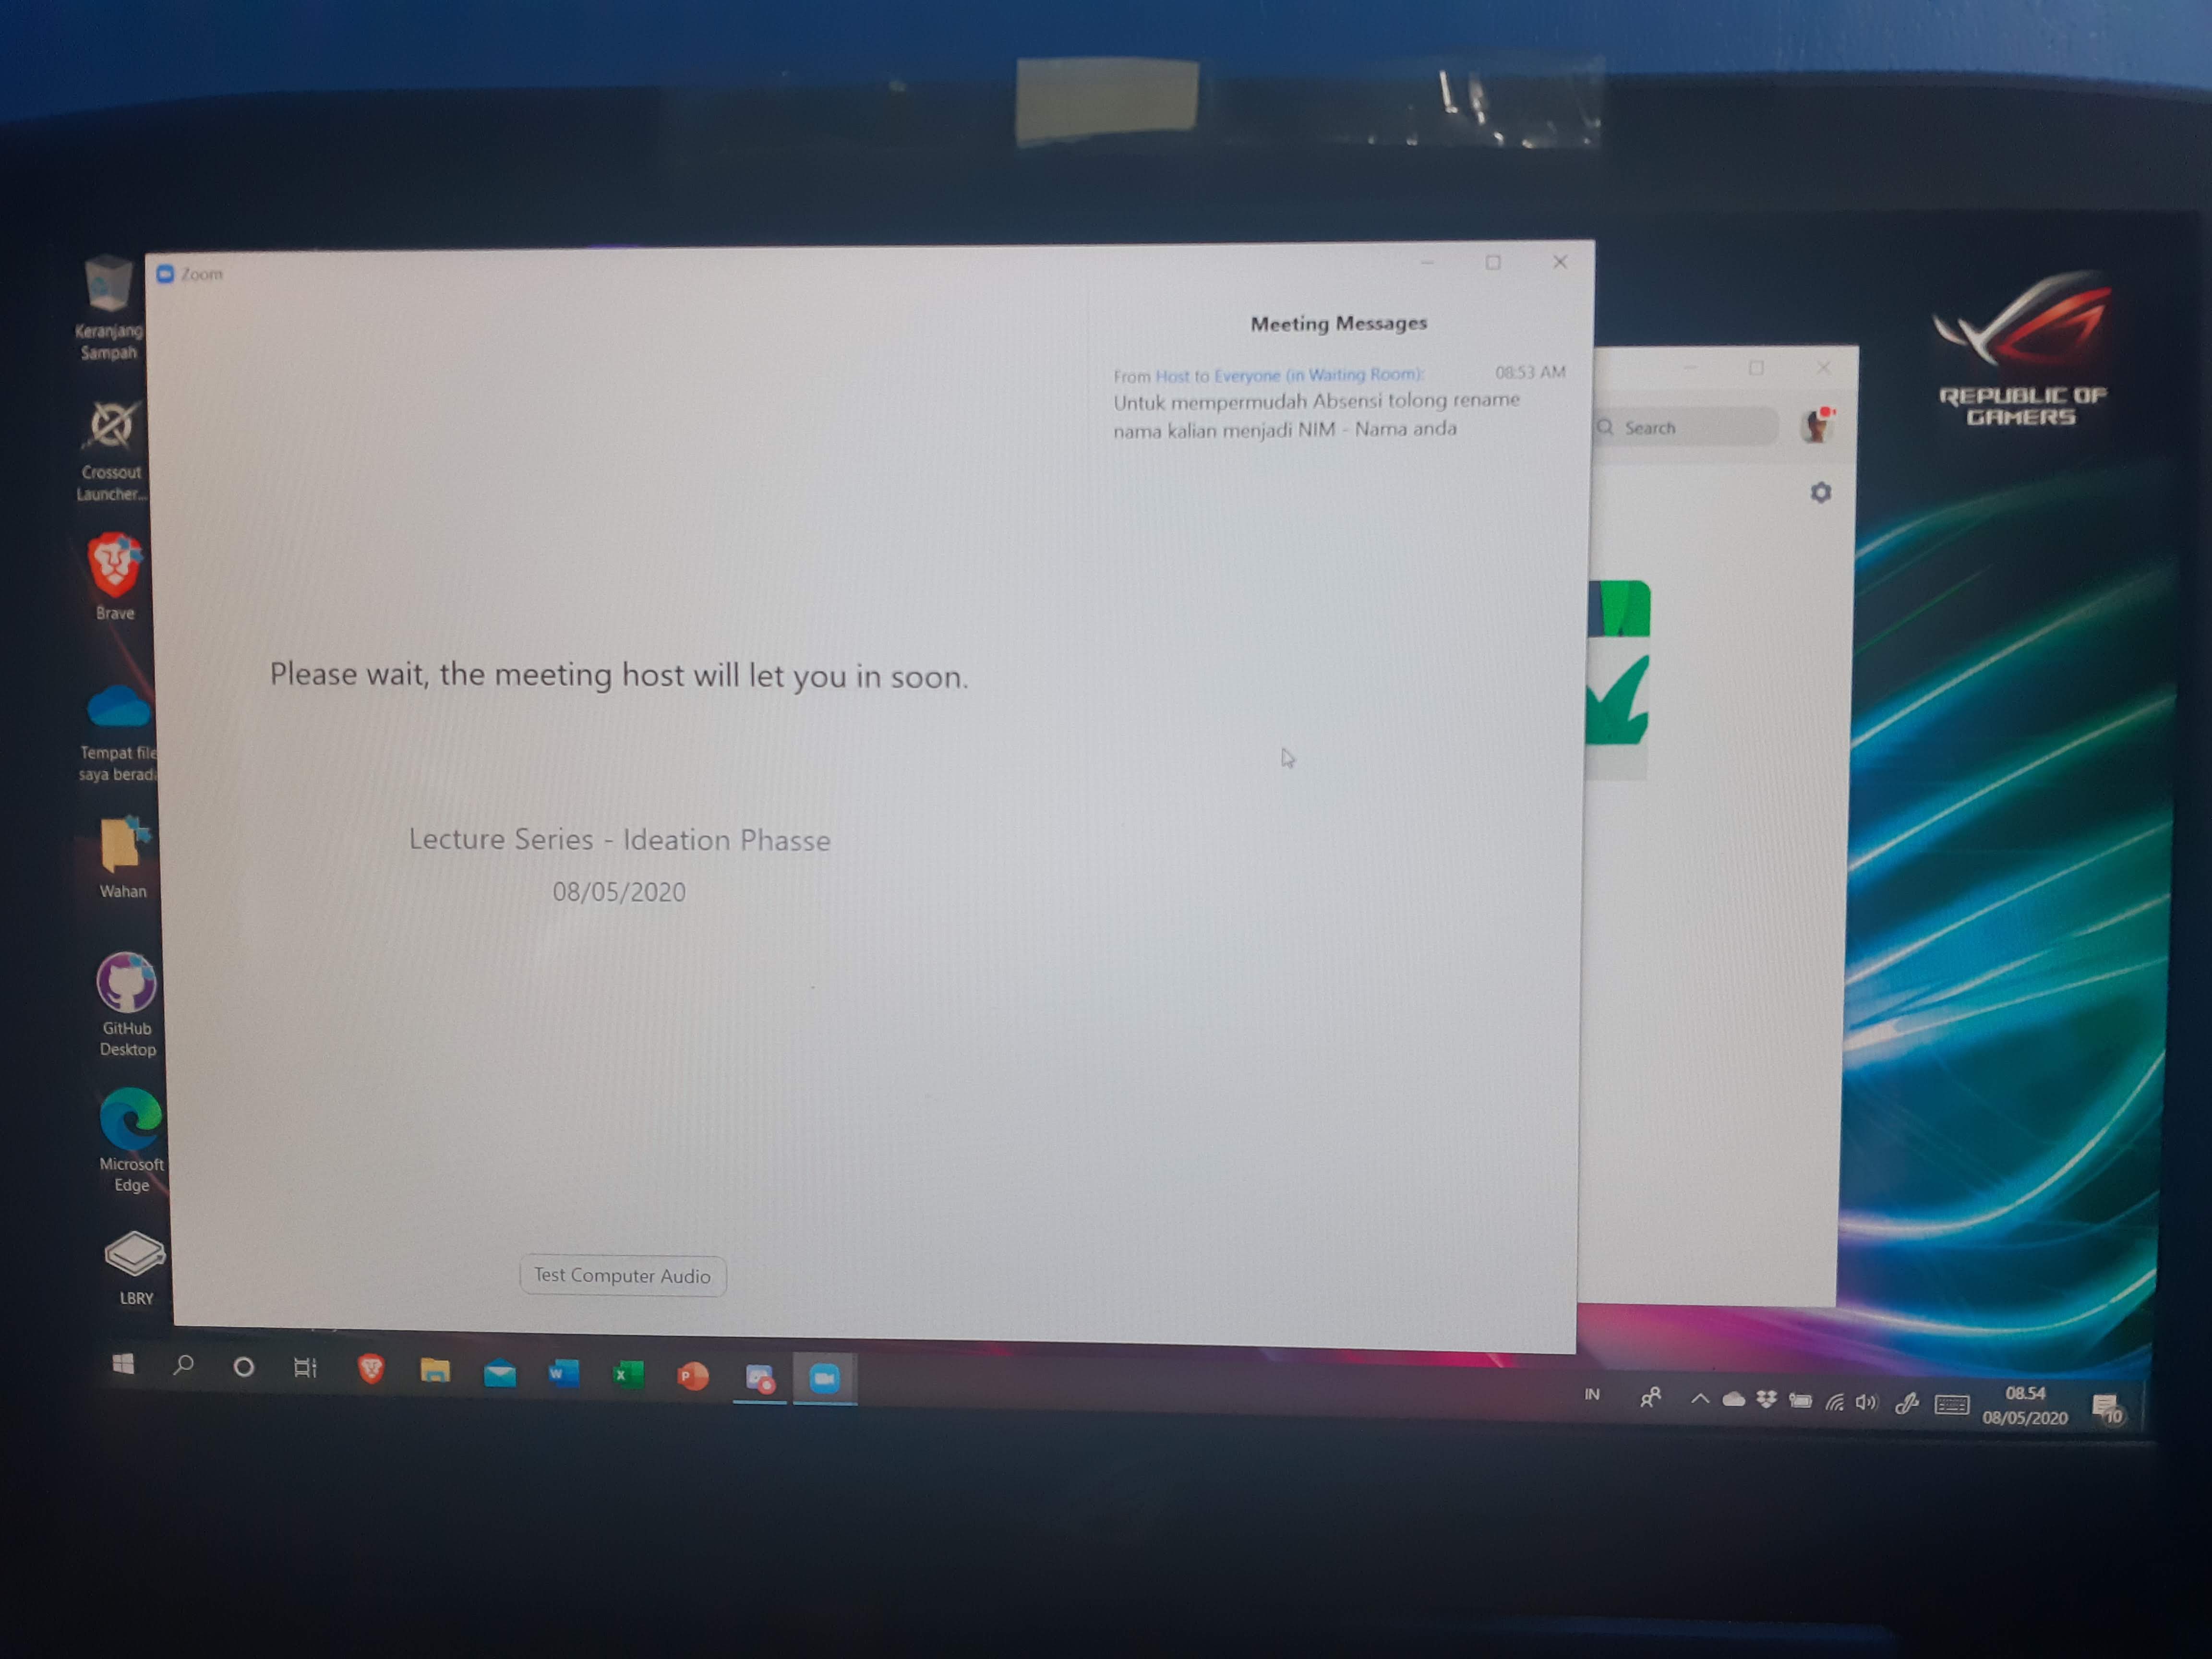 Zoom
Meeting Messages
From Host to Everyone (in Waiting Room):
08:53 AM
Untuk mempermudah Absensi tolong rename
nama kalian menjadi NIM - Nama anda
Please wait, the meeting host will let you in soon.
Lecture Series - Ideation Phasse
08/05/2020
Test Computer Audio
Search
REPUBLIC OF
GAMERS
Keranjang
Sampah
Crossout
Launcher...
Brave
Tempat file
saya berad
Wahan
GitHub
Desktop
Microsoft
Edge
LBRY
W
X
P
IN
08.54
08/05/2020
10